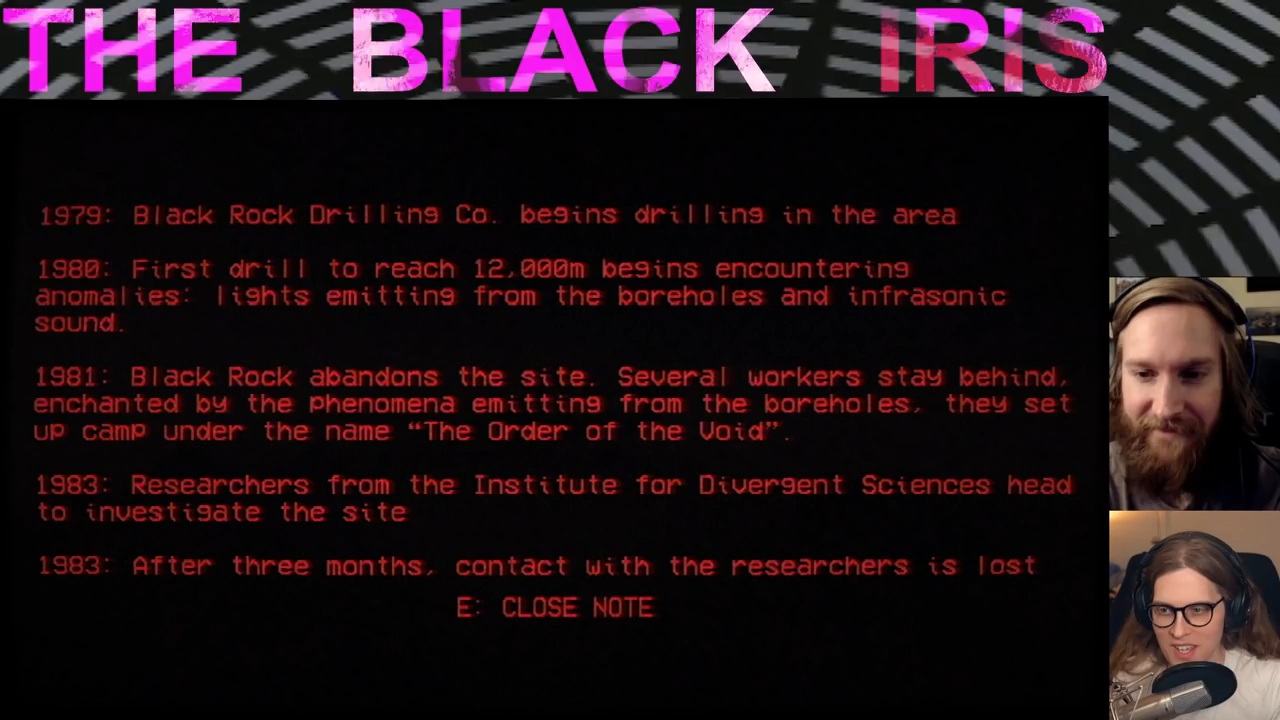 THE BLACK IRIS
1979: Black Rock Drilling Co. begins drilling in the area
1980: First drill to reach 12,000m begins encountering
anomalies: lights emitting from the boreholes and infrasonic
sound.
1981: Black Rock abandons the site. Several workers stay behind,
enchanted by the phenomena emitting from the boreholes, they set
up camp under the name “The Order of the Void”.
1983: Researchers from the Institute for Divergent Sciences head
to investigate the site
1983: After three months, contact with the researchers is lost
E: CLOSE NOTE